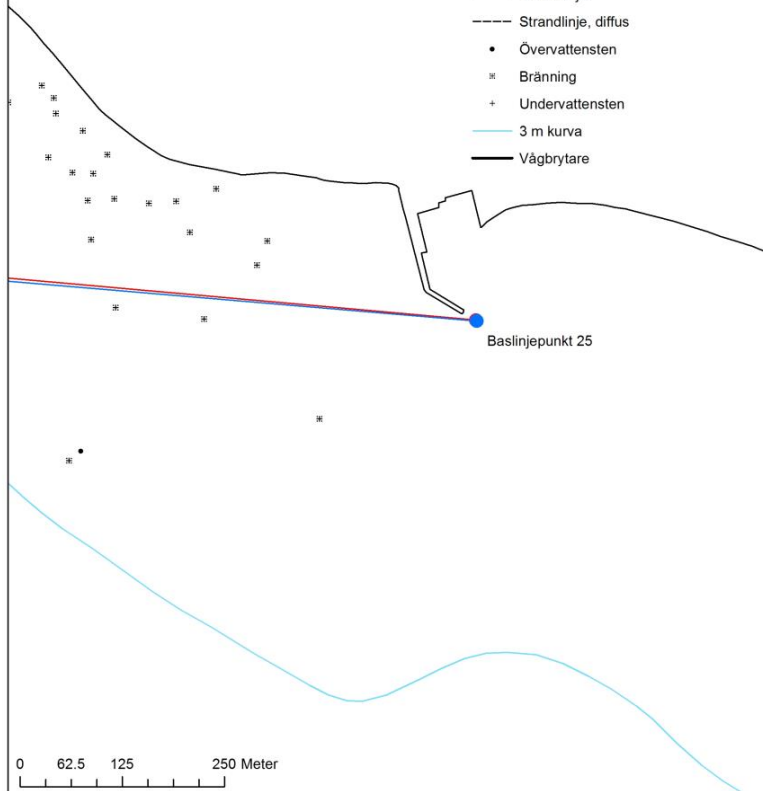 Strandlinje, diffus
Övervattensten
Bränning
Undervattensten
3 m kurva
Vågbrytare
Baslinjepunkt 25
0 62.5 125 250 Meter